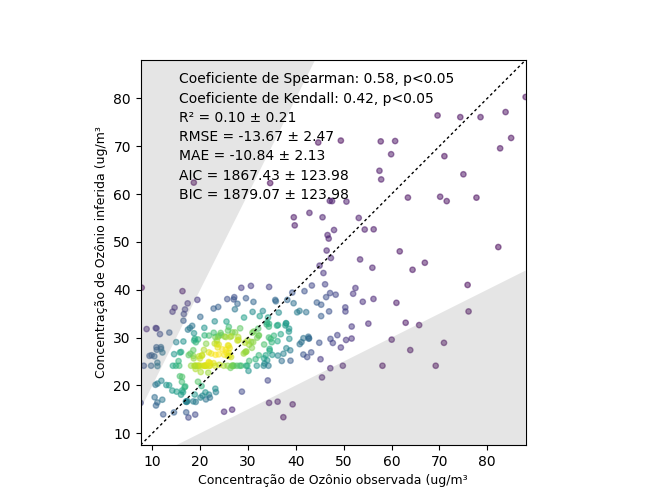 Coeficiente de Spearman: 0.58, p<0.05
Coeficiente de Kendall: 0.42, p<0.05
R² = 0.10 ± 0.21
RMSE = -13.67 ± 2.47
MAE = -10.84 ± 2.13
AIC = 1867.43 ± 123.98
BIC = 1879.07 ± 123.98
Concentração de Ozônio inferida (ug/m³
80
70
60
50
40
30
20
10
10 20 30 40 50 60 70 80
Concentração de Ozônio observada (ug/m³